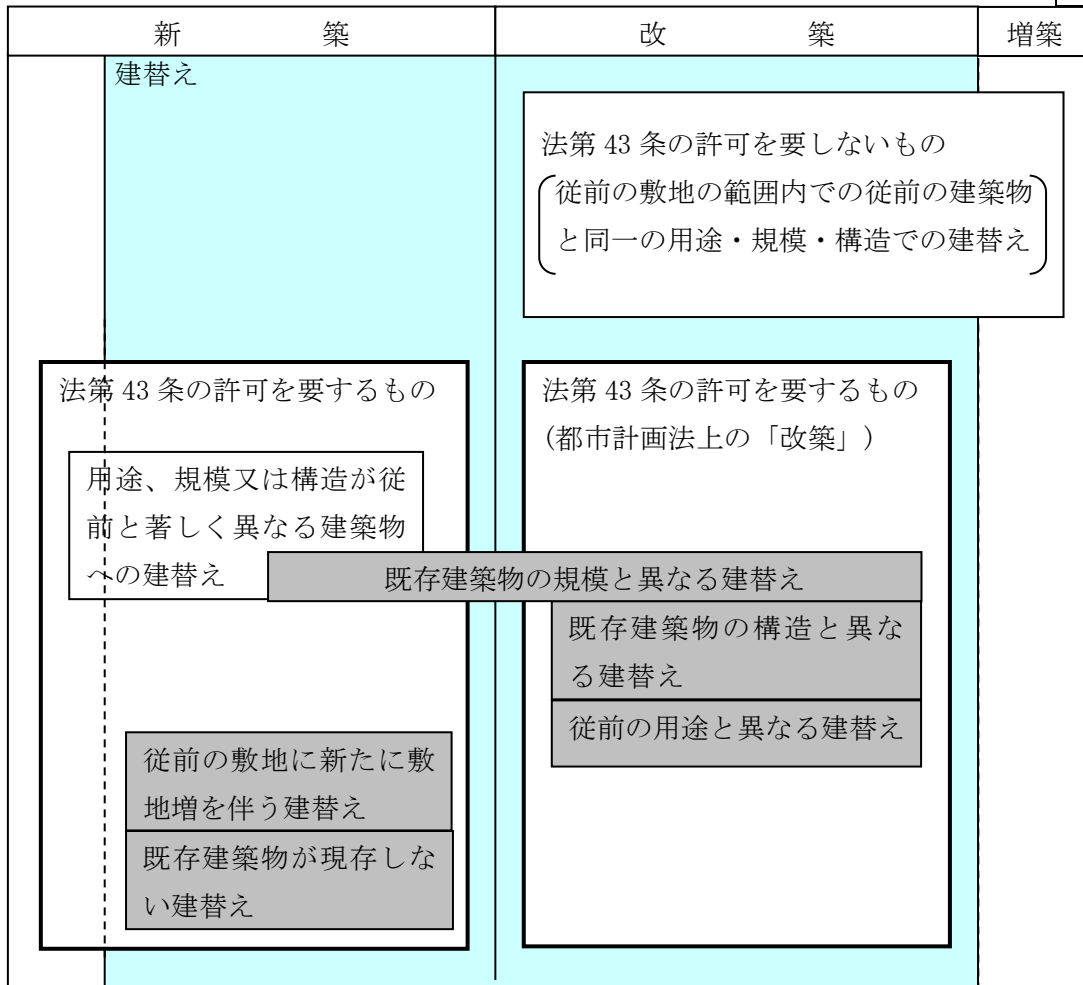 新築
改築
増築
建替え
法第 43 条の許可を要しないもの
従前の敷地の範囲内での従前の建築物
と同一の用途・規模・構造での建替え
法第 43 条の許可を要するもの
用途、規模又は構造が従
前と著しく異なる建築物
への建替え
法第 43 条の許可を要するもの
(都市計画法上の「改築」)
既存建築物の規模と異なる建替え
既存建築物の構造と異な
る建替え
従前の用途と異なる建替え
従前の敷地に新たに敷
地増を伴う建替え
既存建築物が現存しな
い建替え